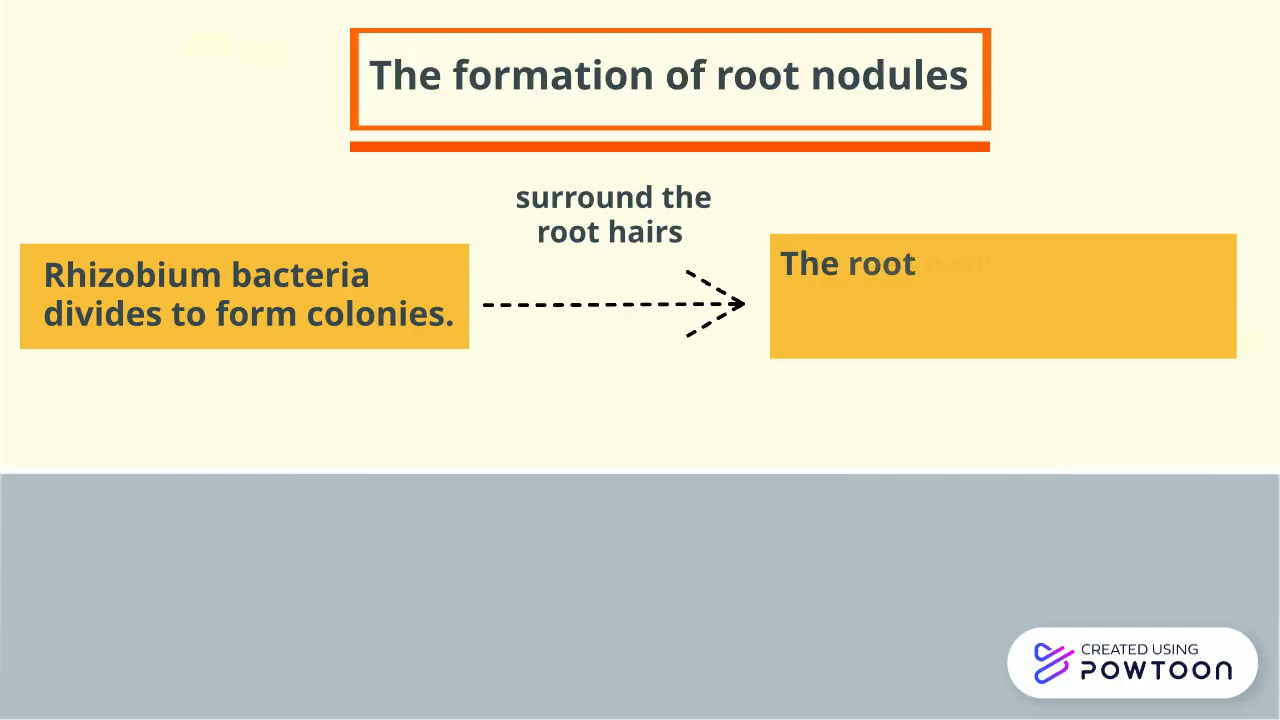 The formation of root nodules
surround the
root hairs
Rhizobium bacteria
divides to form colonies.
The root
CREATED USING
POWTOON